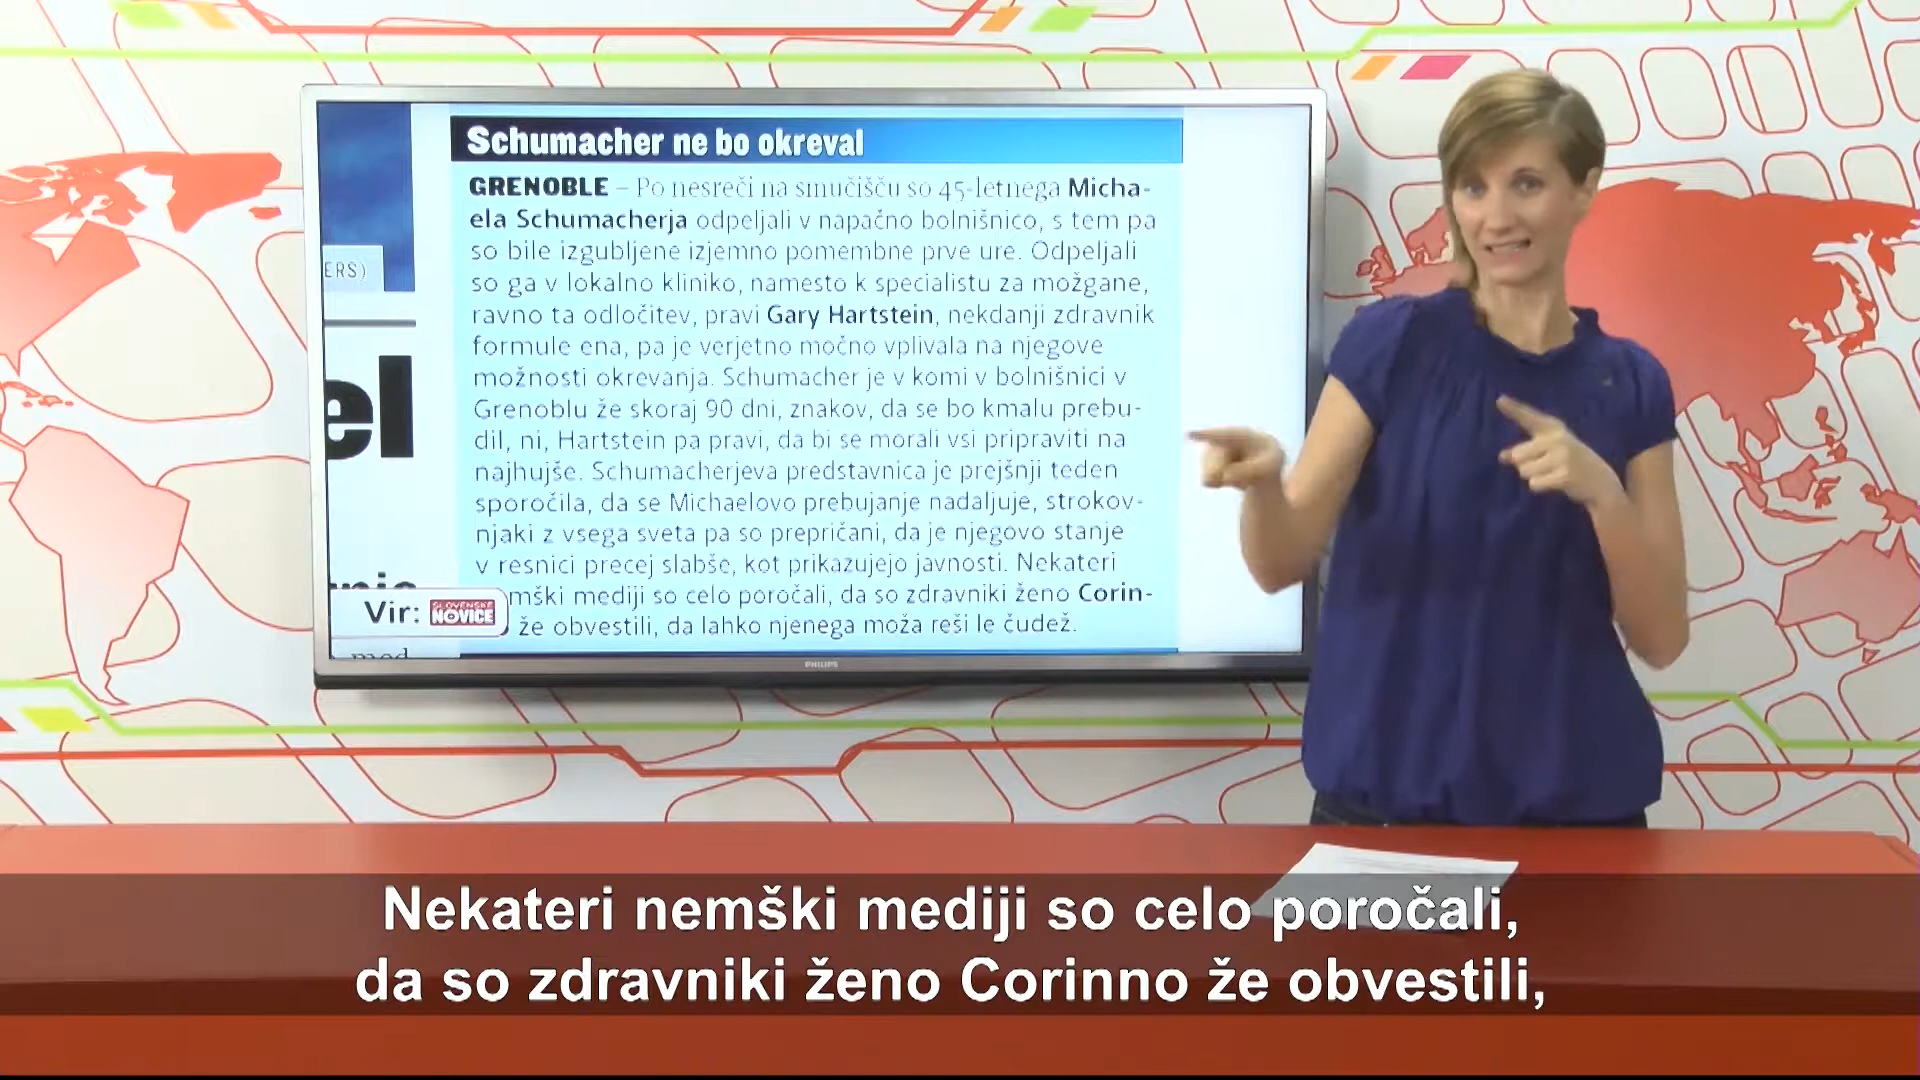 Schumacher ne bo okreval
GRENOBLE – Po nesreči na smučišču so 45-letnega Micha-
ela Schumacherja odpeljali v napačno bolnišnico, s tem pa
so bile izgubljene izjemno pomembne prve ure. Odpeljali
so ga v lokalno kliniko, namesto k specialistu za možgane,
ravno ta odločitev, pravi Gary Hartstein, nekdanji zdravnik
formule ena, pa je verjetno močno vplivala na njegove
možnosti okrevanja. Schumacher je v komi v bolnišnici v
Grenoblu že skoraj 90 dni, znakov, da se bo kmalu prebu-
dil, ni, Hartstein pa pravi, da bi se morali vsi pripraviti na
najhujše. Schumacherjeva predstavnica je prejšnji teden
sporočila, da se Michaelovo prebujanje nadaljuje, strokov-
njaki z vsega sveta pa so prepričani, da je njegovo stanje
v resnici precej slabše, kot prikazujejo javnosti. Nekateri
mški mediji so celo poročali, da so zdravniki ženo Corin-
že obvestili, da lahko njenega moža reši le čudež.
ERS)
el
Vir: SLOVENSKE NOVICE
med
PHILIPS
Nekateri nemški mediji so celo poročali,
da so zdravniki ženo Corinno že obvestili,